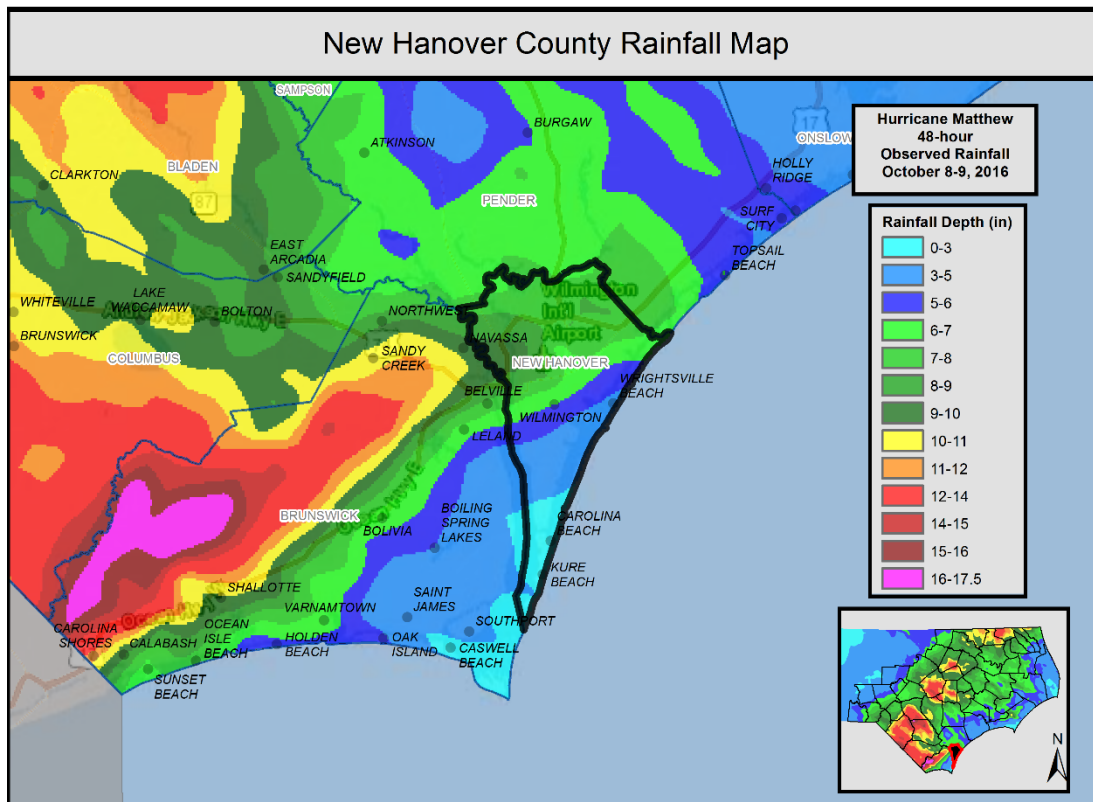 New Hanover County Rainfall Map
Hurricane Matthew
48-hour
Observed Rainfall
October 8-9, 2016
Rainfall Depth (in)
0-3
3-5
5-6
6-7
7-8
8-9
9-10
10-11
11-12
12-14
14-15
15-16
16-17.5
N
SAMPSON
BLADEN
CLARKTON
87
ATKINSON
BURGAW
PENDER
17
ONSLOW
HOLLY
RIDGE
SURF
CITY
TOPSAIL
BEACH
EAST
ARCADIA
SANDYFIELD
WHITEVILLE
LAKE
WACCAMAW
BOLTON
BRUNSWICK
COLUMBUS
NORTHWEST
SANDY
CREEK
NAVASSA
Wilmington
Int'l
Airport
NEW HANOVER
WRIGHTSVILLE
BEACH
BELVILLE
WILMINGTON
LELAND
BRUNSWICK
Ocean Hwy E
BOLIVIA
BOILING
SPRING
LAKES
CAROLINA
BEACH
KURE
BEACH
SHALLOTTE
VARNAMTOWN
SAINT
JAMES
SOUTHPORT
CAROLINA
SHORES
CALABASH
OCEAN
ISLE
BEACH
HOLDEN
BEACH
OAK
ISLAND
CASWELL
BEACH
SUNSET
BEACH